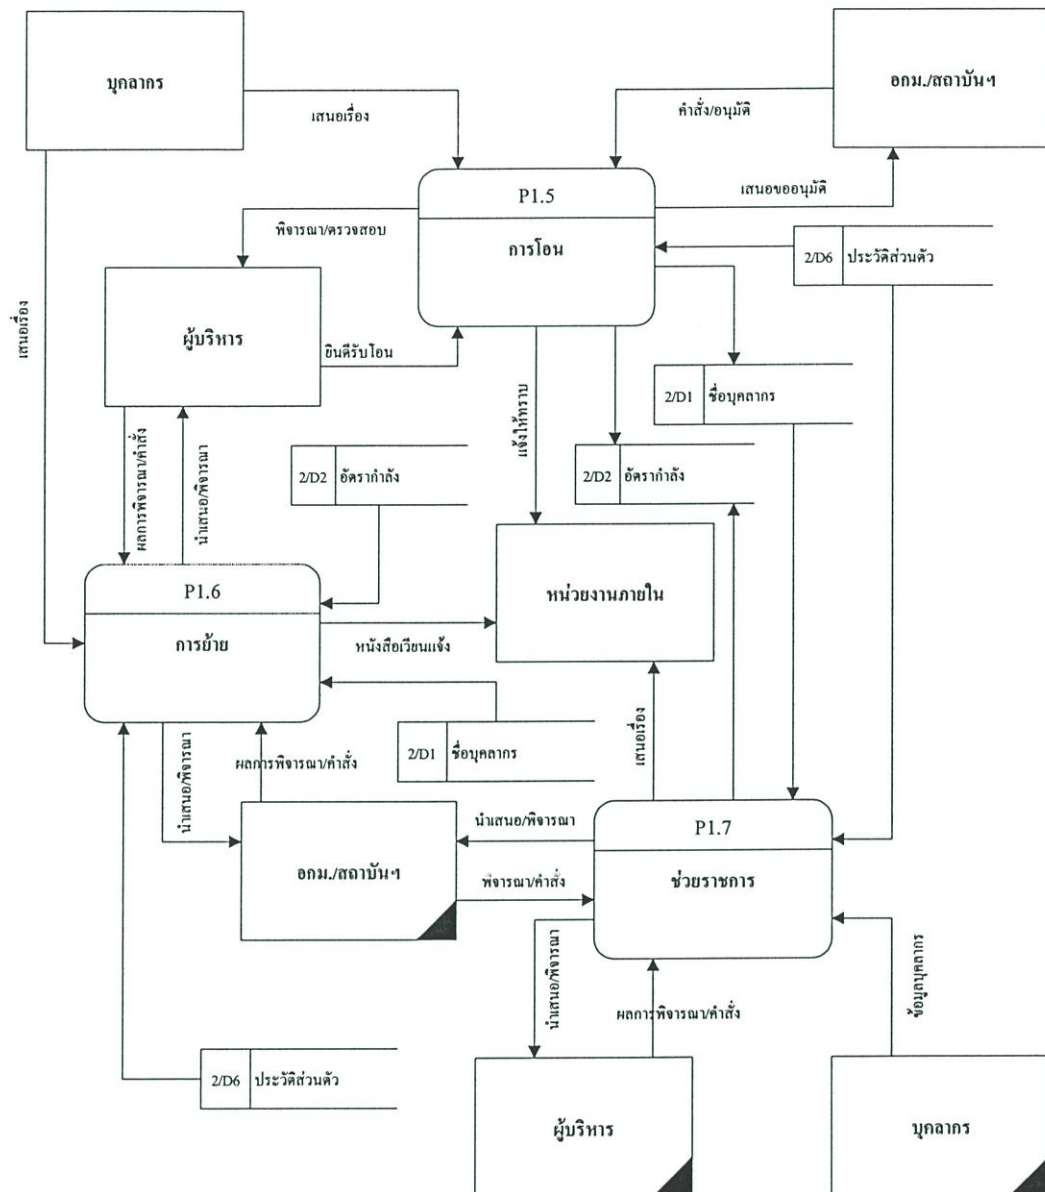 บุคลากร
อกม./สถาบันฯ
เสนอเรื่อง
คำสั่ง/อนุมัติ
P1.5
การโอน
เสนอขออนุมัติ
พิจารณา/ตรวจสอบ
2/D6 ประวัติส่วนตัว
ผู้บริหาร
เสนอเรื่อง
ยินดีรับโอน
แจ้งให้ทราบ
2/D1 ชื่อบุคลากร
ผลการพิจารณา/คำสั่ง
นำเสนอ/พิจารณา
2/D2 อัตรากำลัง
2/D2 อัตรากำลัง
P1.6
การย้าย
หน่วยงานภายใน
หนังสือเวียนแจ้ง
เสนอเรื่อง
2/D1 ชื่อบุคลากร
นำเสนอ/พิจารณา
ผลการพิจารณา/คำสั่ง
P1.7
ช่วยราชการ
นำเสนอ/พิจารณา
อกม./สถาบันฯ
พิจารณา/คำสั่ง
นำเสนอ/พิจารณา
ผลการพิจารณา/คำสั่ง
ข้อมูลบุคลากร
2/D6 ประวัติส่วนตัว
ผู้บริหาร
บุคลากร